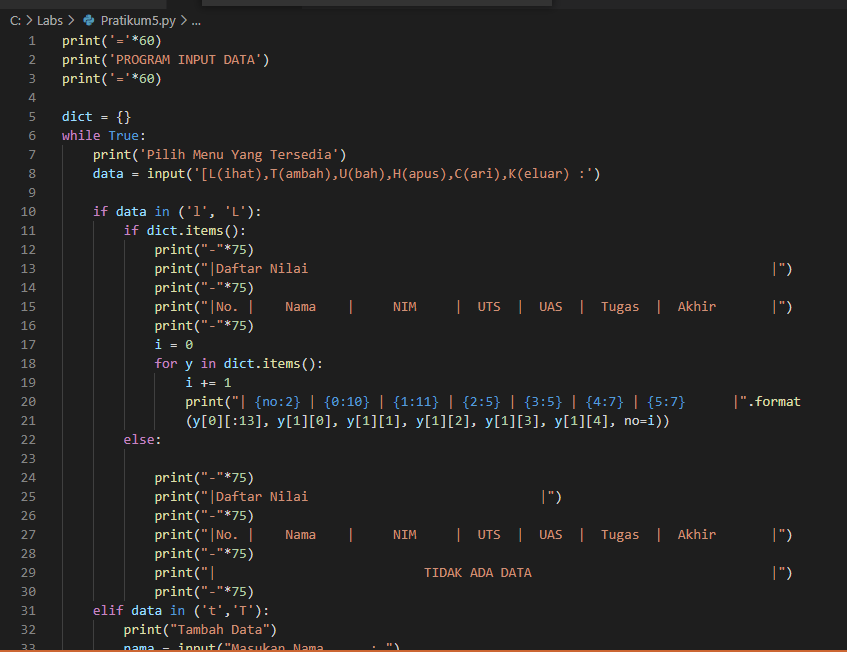 C: > Labs > Pratikum5.py > ...
1 print('='*60)
2 print('PROGRAM INPUT DATA')
3 print('='*60)
4
5 dict = {}
6 while True:
7     print('Pilih Menu Yang Tersedia')
8     data = input('[L(ihat),T(ambah),U(bah),H(apus),C(ari),K(eluar) :')
9
10     if data in ('l', 'L'):
11         if dict.items():
12             print("-"*75)
13             print("|Daftar Nilai                                                            |")
14             print("-"*75)
15             print("|No. |    Nama    |     NIM     |  UTS  |  UAS  |  Tugas  |  Akhir       |")
16             print("-"*75)
17             i = 0
18             for y in dict.items():
19                 i += 1
20                 print("| {no:2} | {0:10} | {1:11} | {2:5} | {3:5} | {4:7} | {5:7}      |".format
21                 (y[0][:13], y[1][0], y[1][1], y[1][2], y[1][3], y[1][4], no=i))
22         else:
23
24             print("-"*75)
25             print("|Daftar Nilai                              |")
26             print("-"*75)
27             print("|No. |    Nama    |     NIM     |  UTS  |  UAS  |  Tugas  |  Akhir       |")
28             print("-"*75)
29             print("|                           TIDAK ADA DATA                               |")
30             print("-"*75)
31     elif data in ('t','T'):
32         print("Tambah Data")
33         nama = input("Masukan Nama      : ")